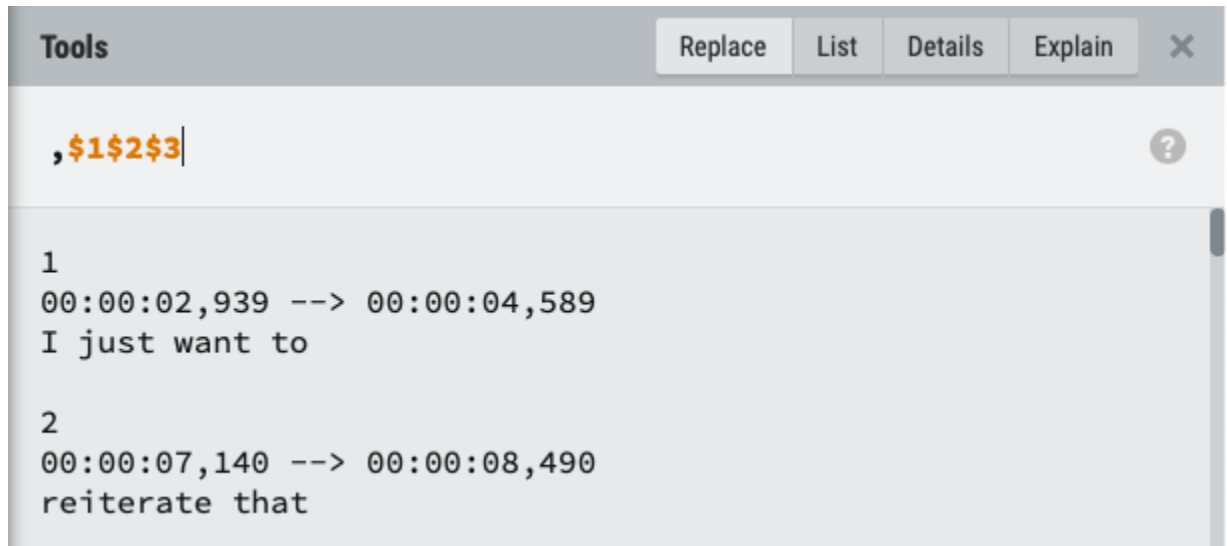 Tools Replace List Details Explain ×
,$1$2$3
?
1
00:00:02,939 --> 00:00:04,589
I just want to
2
00:00:07,140 --> 00:00:08,490
reiterate that